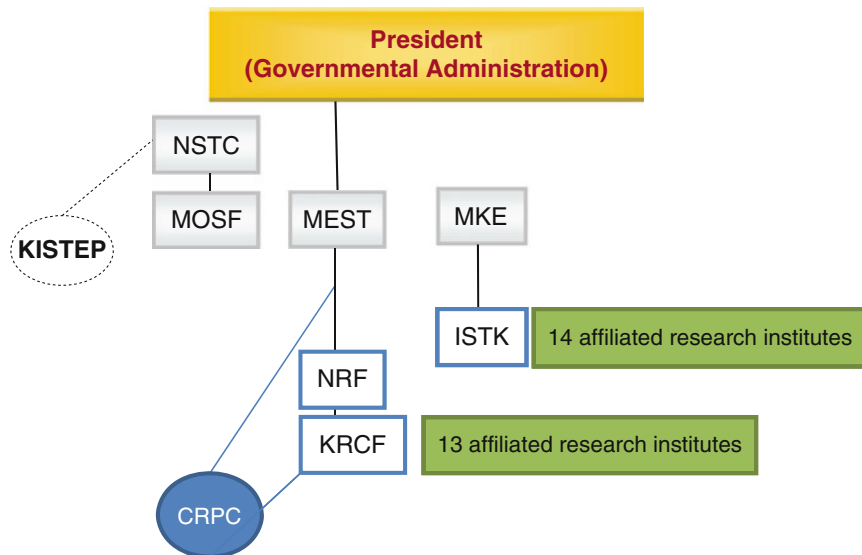 President
(Governmental Administration)
NSTC
MOSF
MEST
MKE
KISTEP
ISTK
14 affiliated research institutes
NRF
KRCF
13 affiliated research institutes
CRPC